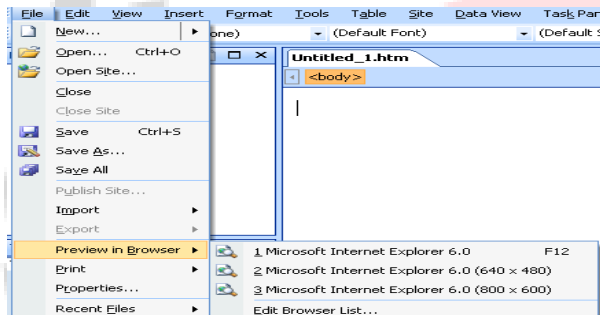 File Edit View Insert Format Tools Table Site Data View Task Pan
New... one) (Default Font) (Default S
Open... Ctrl+O
Untitled_1.htm
Open Site...
<body>
Close
Close Site
Save Ctrl+S
Save As...
Save All
Publish Site...
Import
Export
Preview in Browser 1 Microsoft Internet Explorer 6.0 F12
Print 2 Microsoft Internet Explorer 6.0 (640 × 480)
Properties... 3 Microsoft Internet Explorer 6.0 (800 × 600)
Recent Files Edit Browser List...